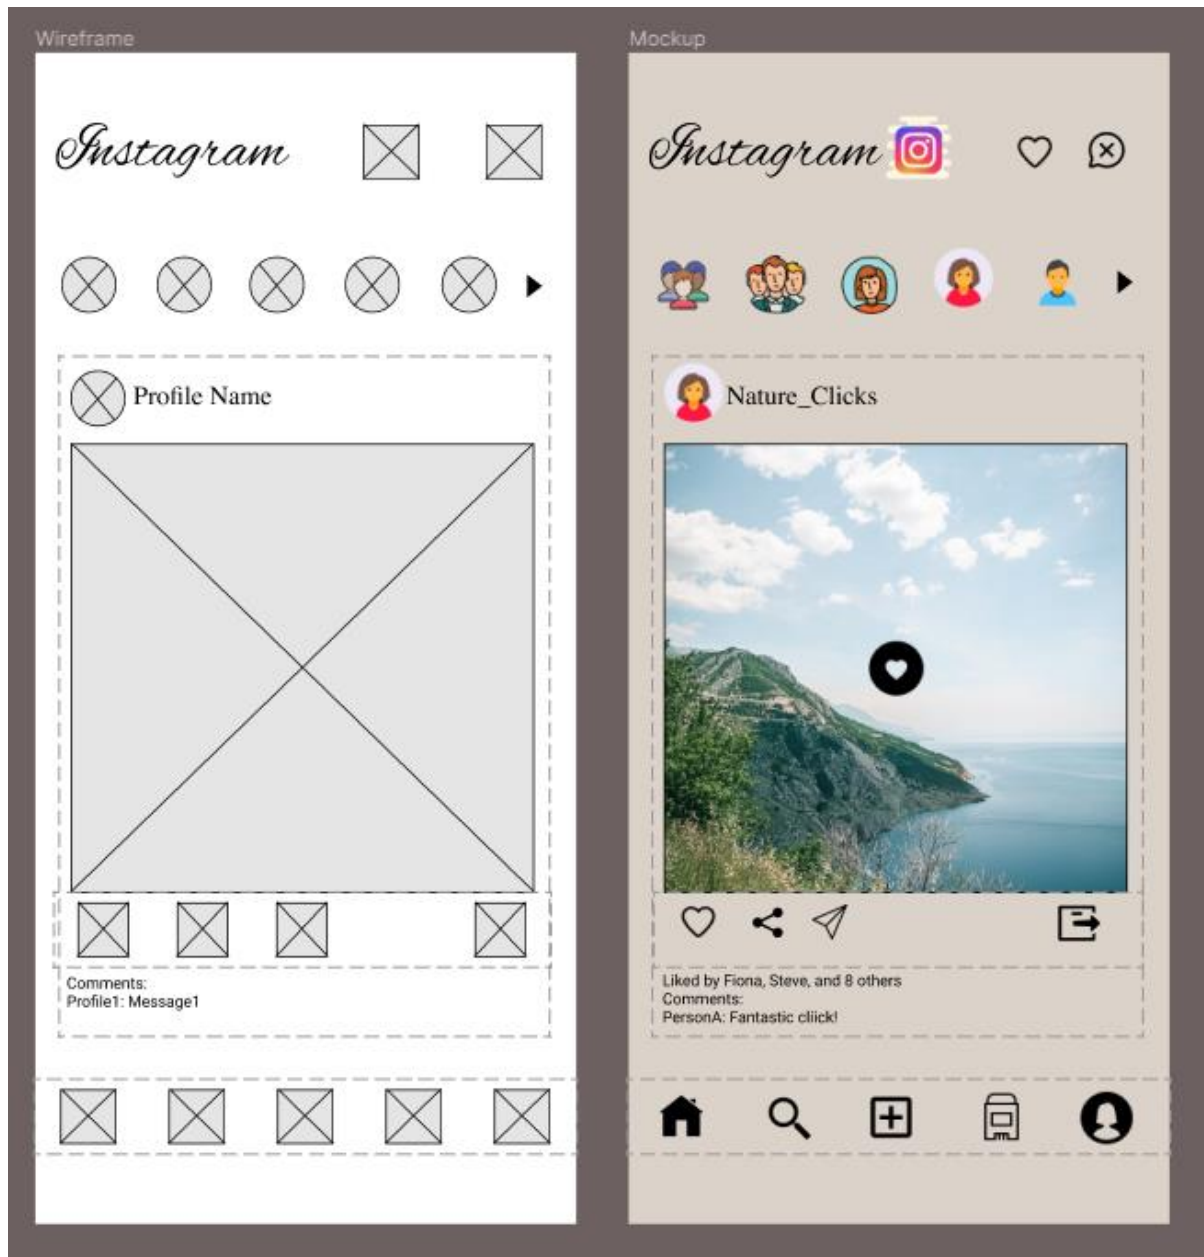 Wireframe
Instagram
Profile Name
Comments:
Profile1: Message1
Mockup
Instagram
Nature_Clicks
Liked by Fiona, Steve, and 8 others
Comments:
PersonA: Fantastic cliick!